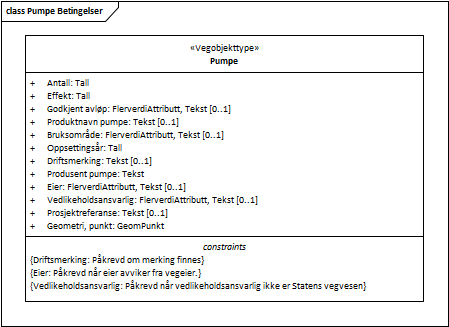 class Pumpe Betingelser
«Vegobjekttype»
Pumpe
+ Antall: Tall
+ Effekt: Tall
+ Godkjent avløp: FlerverdiAttributt, Tekst [0..1]
+ Produktnavn pumpe: Tekst [0..1]
+ Bruksområde: FlerverdiAttributt, Tekst [0..1]
+ Oppsettingsår: Tall
+ Driftsmerking: Tekst [0..1]
+ Produsent pumpe: Tekst
+ Eier: FlerverdiAttributt, Tekst [0..1]
+ Vedlikeholdsansvarlig: FlerverdiAttributt, Tekst [0..1]
+ Prosjektreferanse: Tekst [0..1]
+ Geometri, punkt: GeomPunkt
constraints
{Driftsmerking: Påkrevd om merking finnes}
{Eier: Påkrevd når eier avviker fra vegeier.}
{Vedlikeholdsansvarlig: Påkrevd når vedlikeholdsansvarlig ikke er Statens vegvesen}